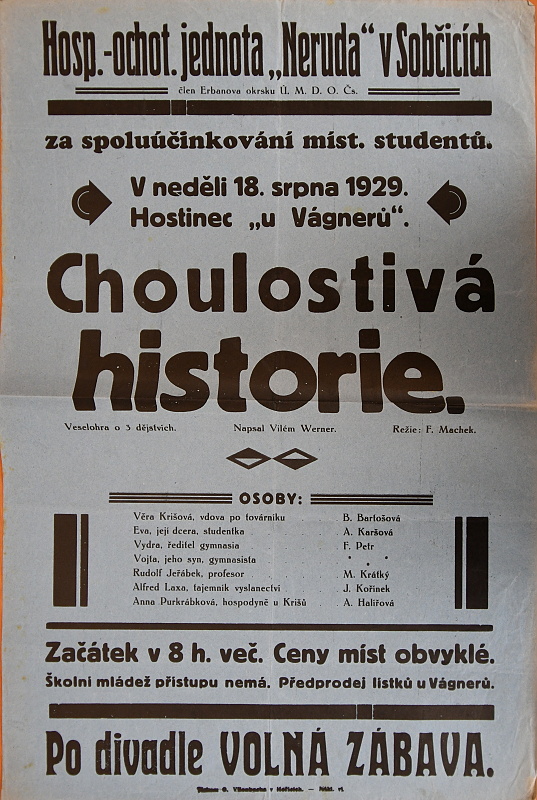 Hosp.-ochot. jednota „Neruda“ v Sobčicích
člen Erbanova okrsku Ú. M. D. O. Čs.
za spoluúčinkování míst. studentů.
V neděli 18. srpna 1929.
Hostinec „u Vágnerů“.
Choulostivá
historie.
Veselohra o 3 dějstvich. Napsal Vilém Werner. Režie: F. Machek.
OSOBY:
Věra Krišová, vdova po továrníku B. Bartošová
Eva, její dcera, studentka A. Karšová
Vydra, ředitel gymnasia F. Petr
Vojta, jeho syn, gymnasista * * *
Rudolf Jeřábek, profesor M. Krátký
Alfred Laxa, tajemník vyslanectví J. Kořínek
Anna Purkrábková, hospodyně u Krišů A. Halířová
Začátek v 8 h. več. Ceny míst obvyklé.
Školní mládež přístupu nemá. Předprodej lístků u Vágnerů.
Po divadle VOLNÁ ZÁBAVA.
v Hořicích. — Nákl. vl.